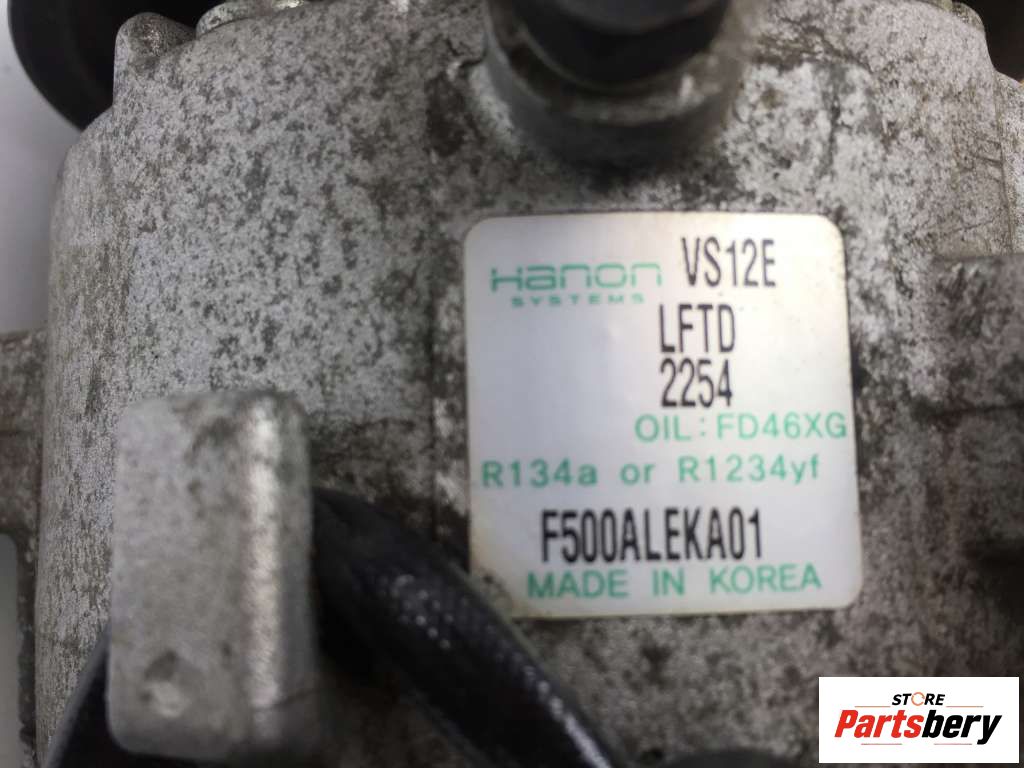 Hanon VS12E
SYSTEMS
LFTD
2254
OIL: FD46XG
R134a or R1234yf
F500ALEKA01
MADE IN KOREA
STORE
Partsbery